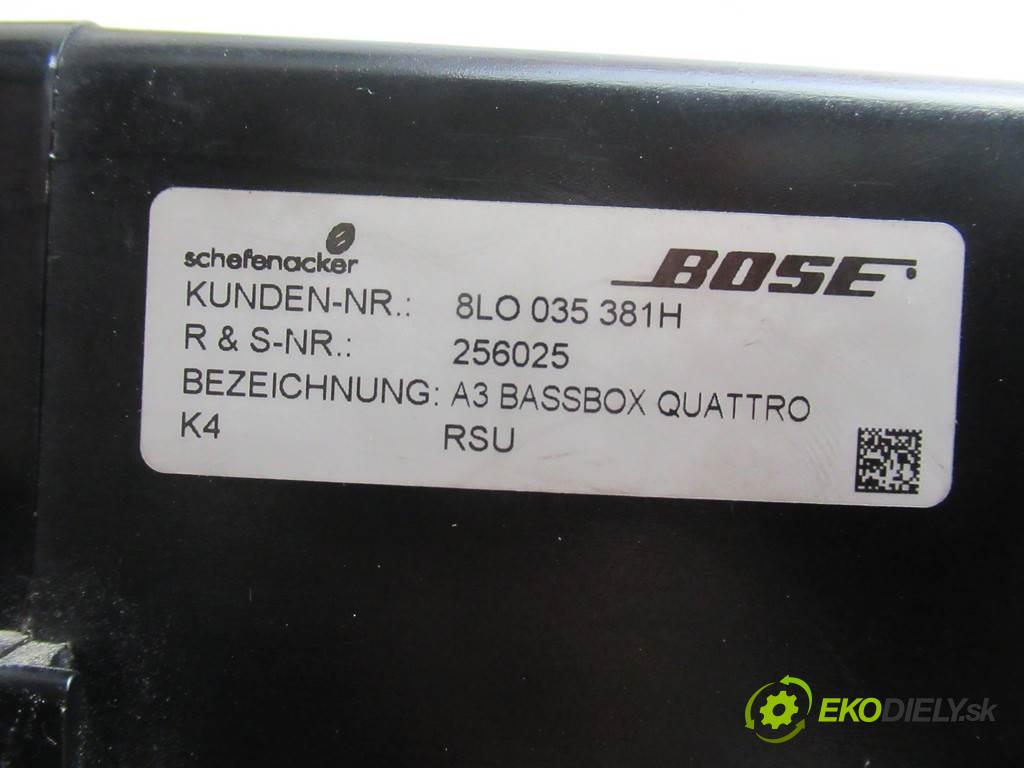 schefenacker
BOSE
KUNDEN-NR.: 8LO 035 381H
R & S-NR.: 256025
BEZEICHNUNG: A3 BASSBOX QUATTRO
K4 RSU
EKODIELY.sk